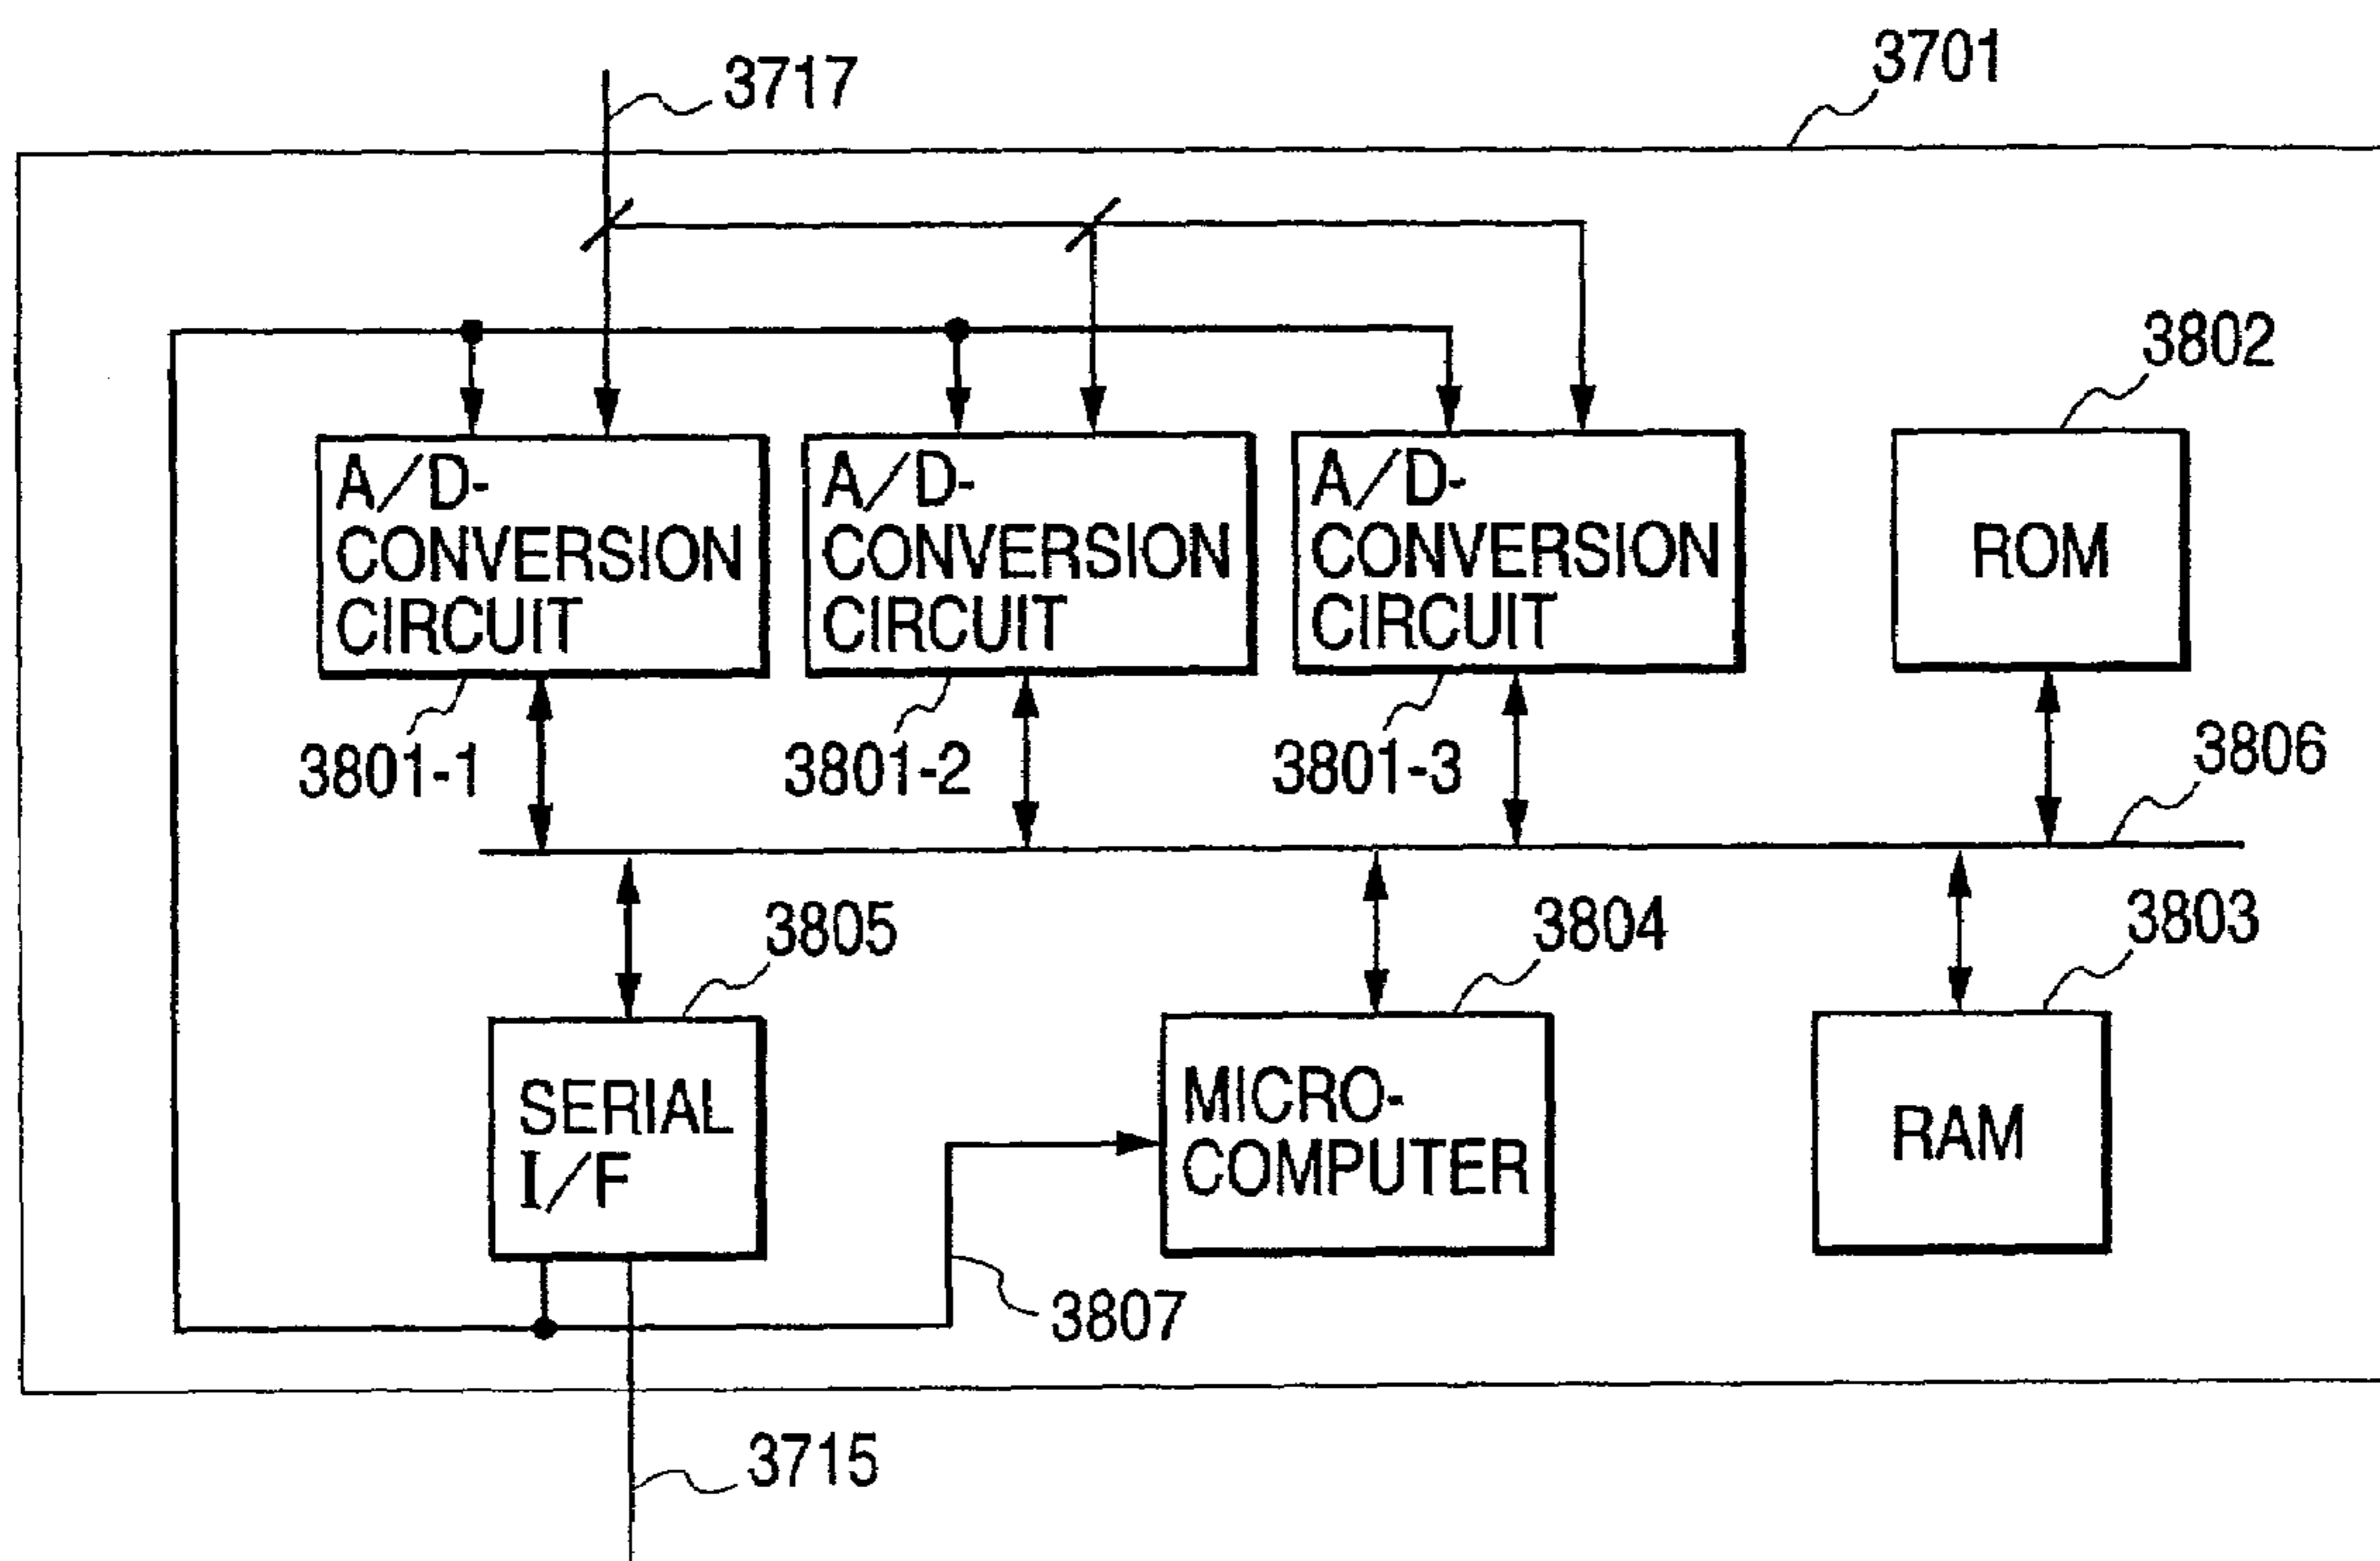 3701
3717
3802
A/D-
CONVERSION
CIRCUIT
A/D-
CONVERSION
CIRCUIT
A/D-
CONVERSION
CIRCUIT
ROM
3801-1
3801-2
3801-3
3806
3805
3804
3803
SERIAL
I/F
MICRO-
COMPUTER
RAM
3807
3715